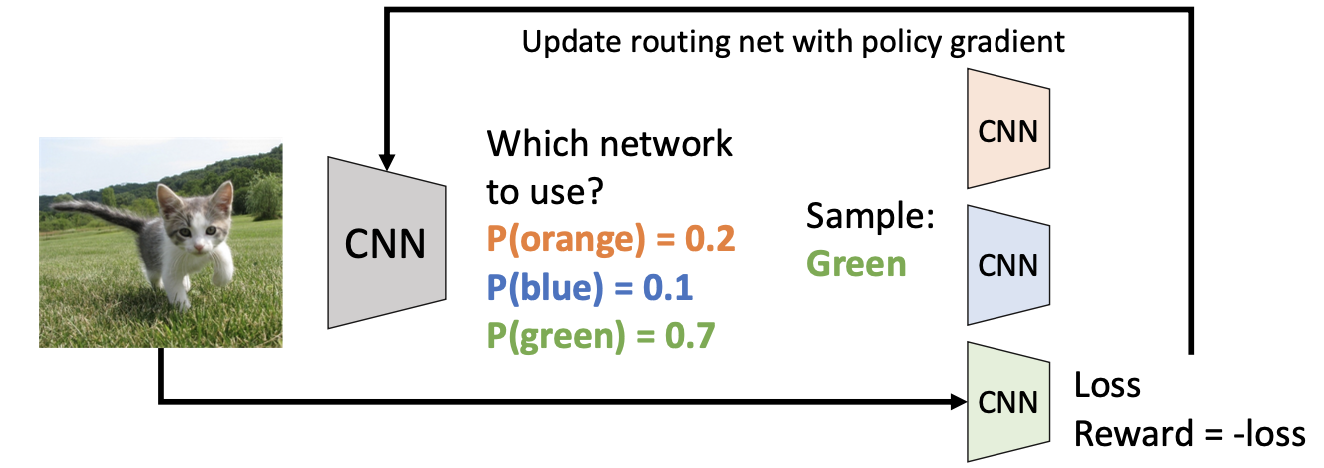 Update routing net with policy gradient
CNN
Which network
to use?
P(orange) = 0.2
P(blue) = 0.1
P(green) = 0.7
Sample:
Green
CNN
CNN
CNN
Loss
Reward = -loss